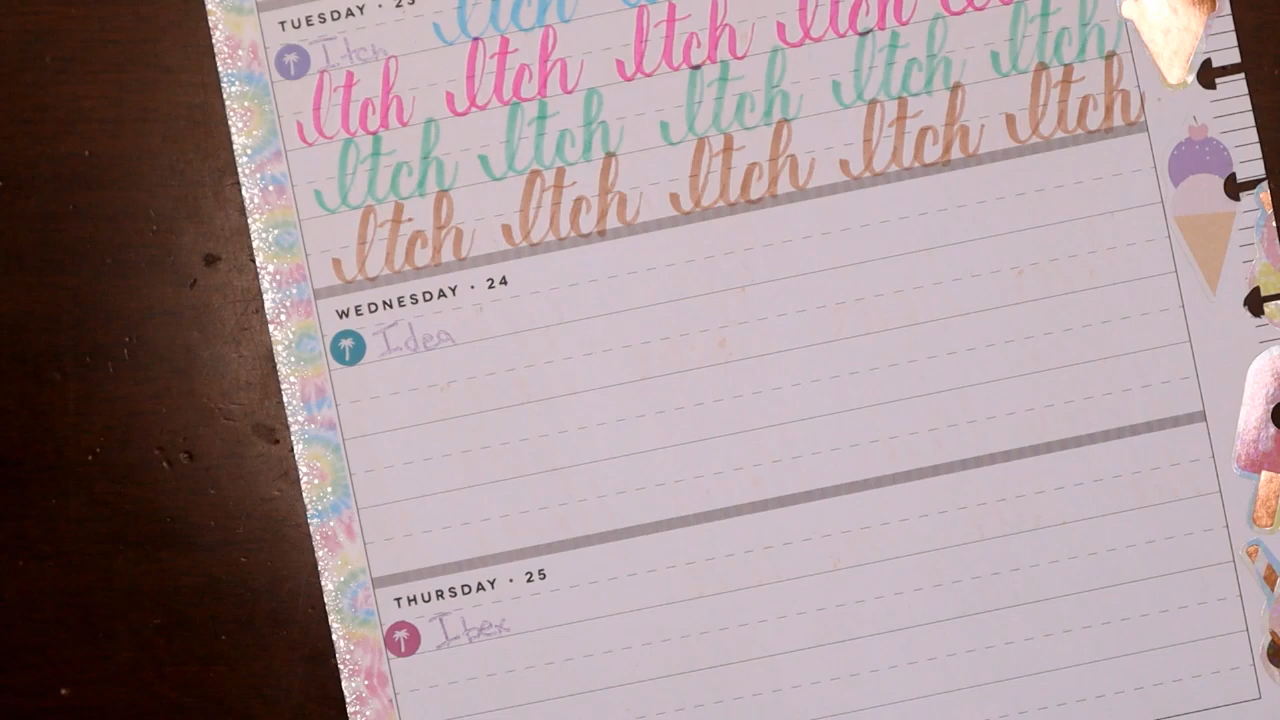 TUESDAY · 23
Itch Itch
Itch Itch Itch Itch
Itch Itch Itch Itch Itch
Itch Itch Itch Itch Itch
WEDNESDAY · 24
Idea
THURSDAY · 25
Ibex